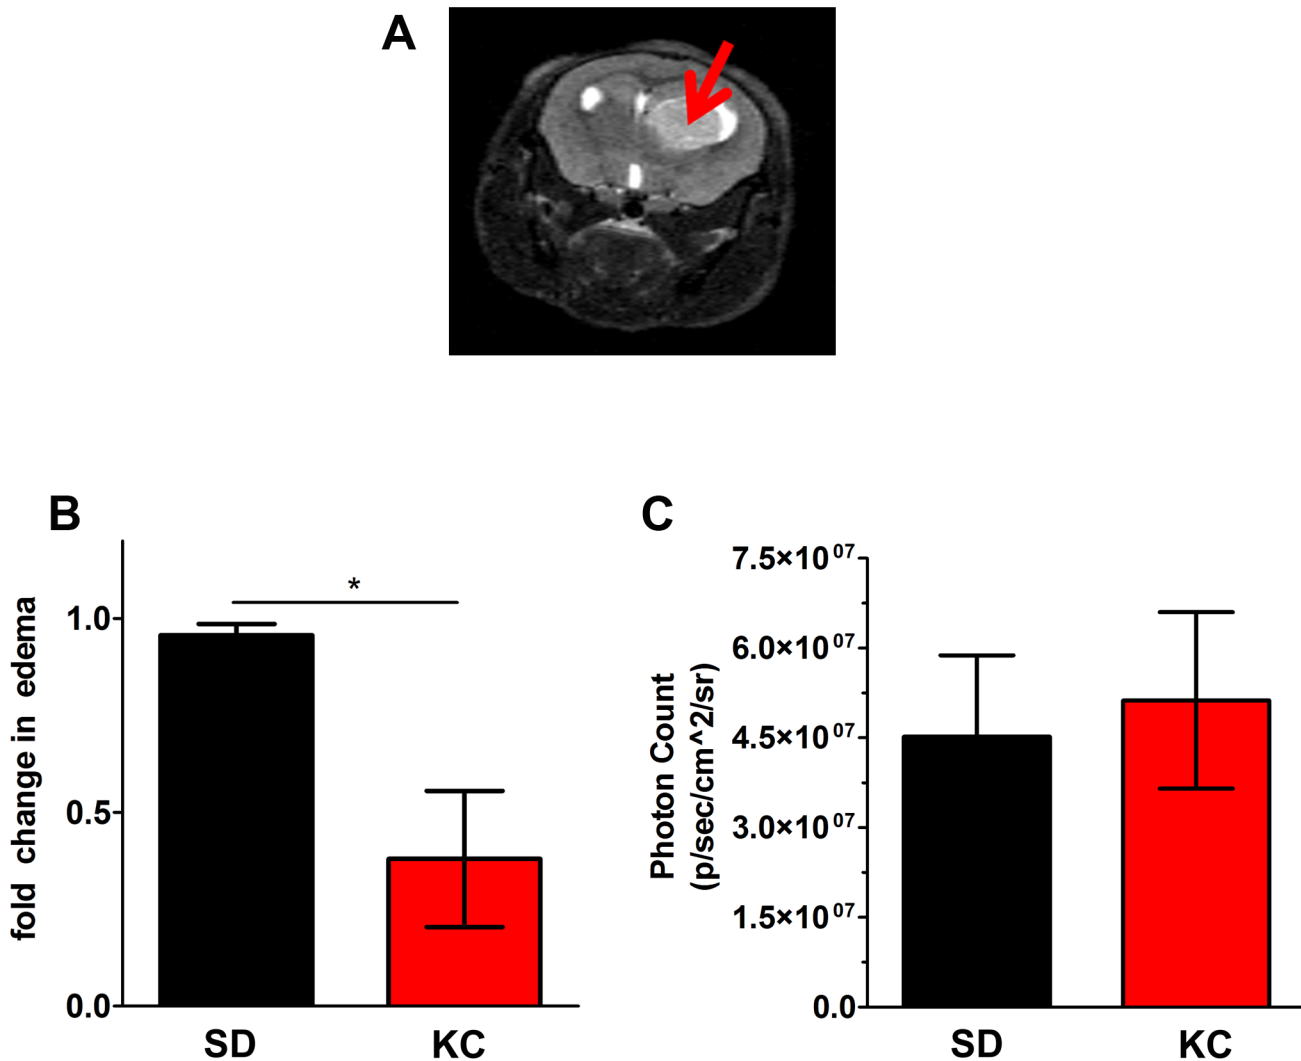 A
B
fold change in edema
1.0
0.5
0.0
*
SD
KC
C
Photon Count
(p/sec/cm^2/sr)
7.5×10⁰⁷
6.0×10⁰⁷
4.5×10⁰⁷
3.0×10⁰⁷
1.5×10⁰⁷
0.0
SD
KC